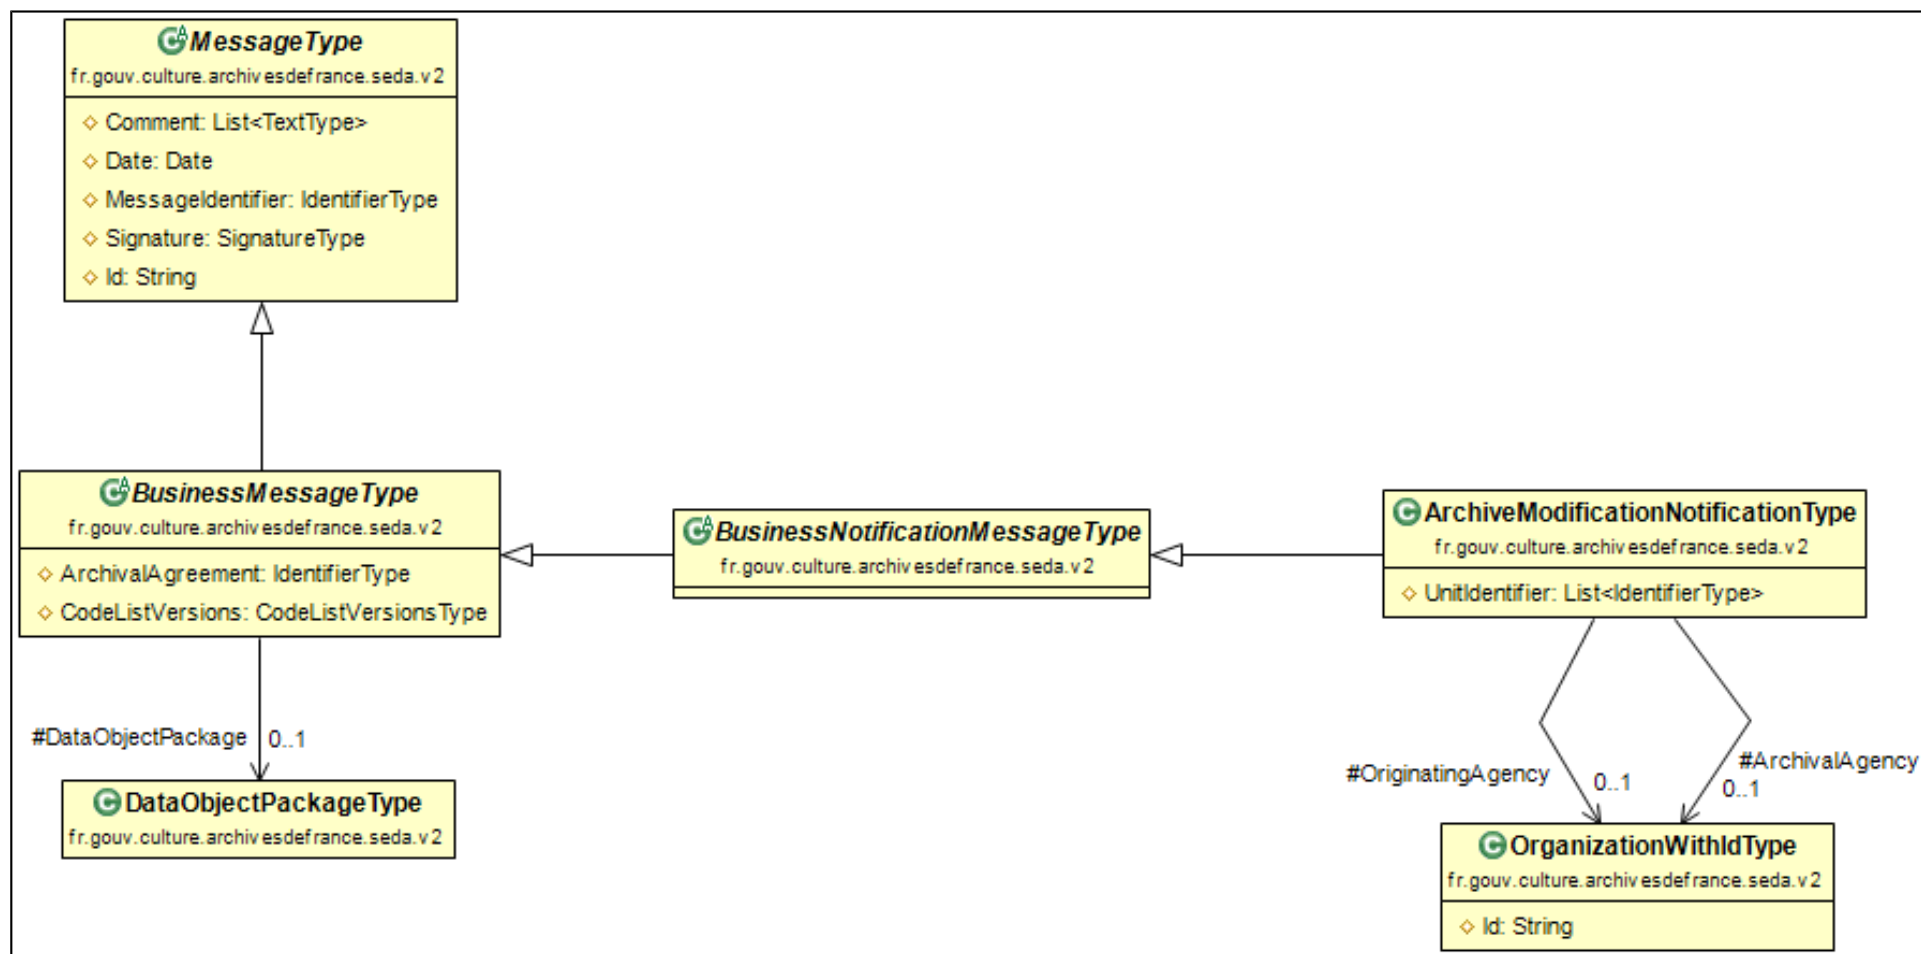 MessageType
fr.gouv.culture.archivesdefrance.seda.v2
Comment: List<TextType>
Date: Date
MessageIdentifier: IdentifierType
Signature: SignatureType
Id: String
BusinessMessageType
fr.gouv.culture.archivesdefrance.seda.v2
ArchivalAgreement: IdentifierType
CodeListVersions: CodeListVersionsType
BusinessNotificationMessageType
fr.gouv.culture.archivesdefrance.seda.v2
ArchiveModificationNotificationType
fr.gouv.culture.archivesdefrance.seda.v2
UnitIdentifier: List<IdentifierType>
#DataObjectPackage 0..1
DataObjectPackageType
fr.gouv.culture.archivesdefrance.seda.v2
#OriginatingAgency 0..1
#ArchivalAgency
0..1
OrganizationWithIdType
fr.gouv.culture.archivesdefrance.seda.v2
Id: String